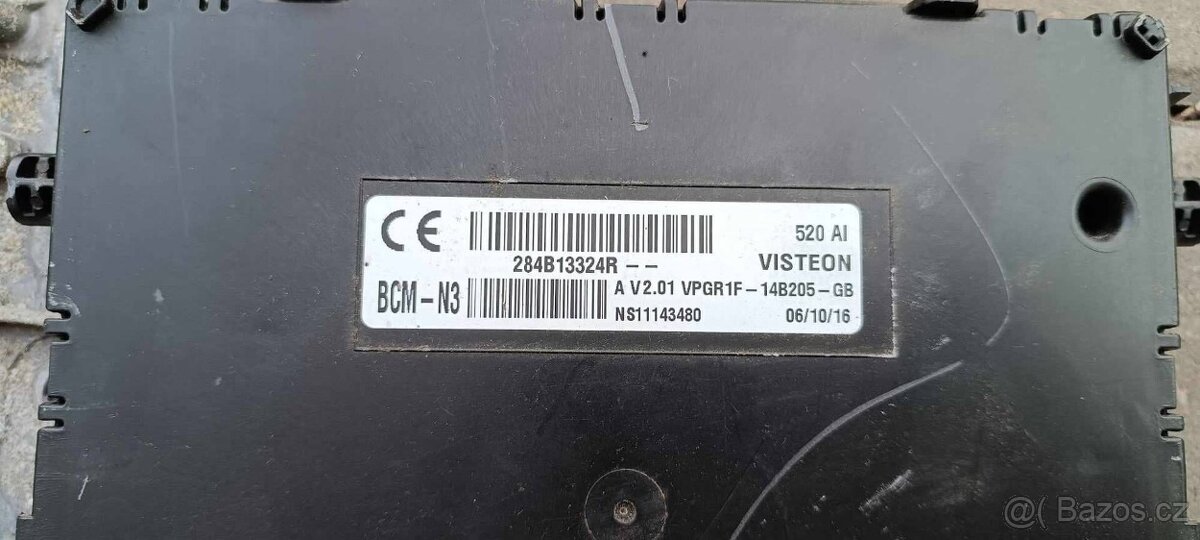 CE
520 AI
284B13324R - -
VISTEON
BCM-N3
A V2.01 VPGR1F-14B205-GB
NS11143480
06/10/16
@ Bazos.cz